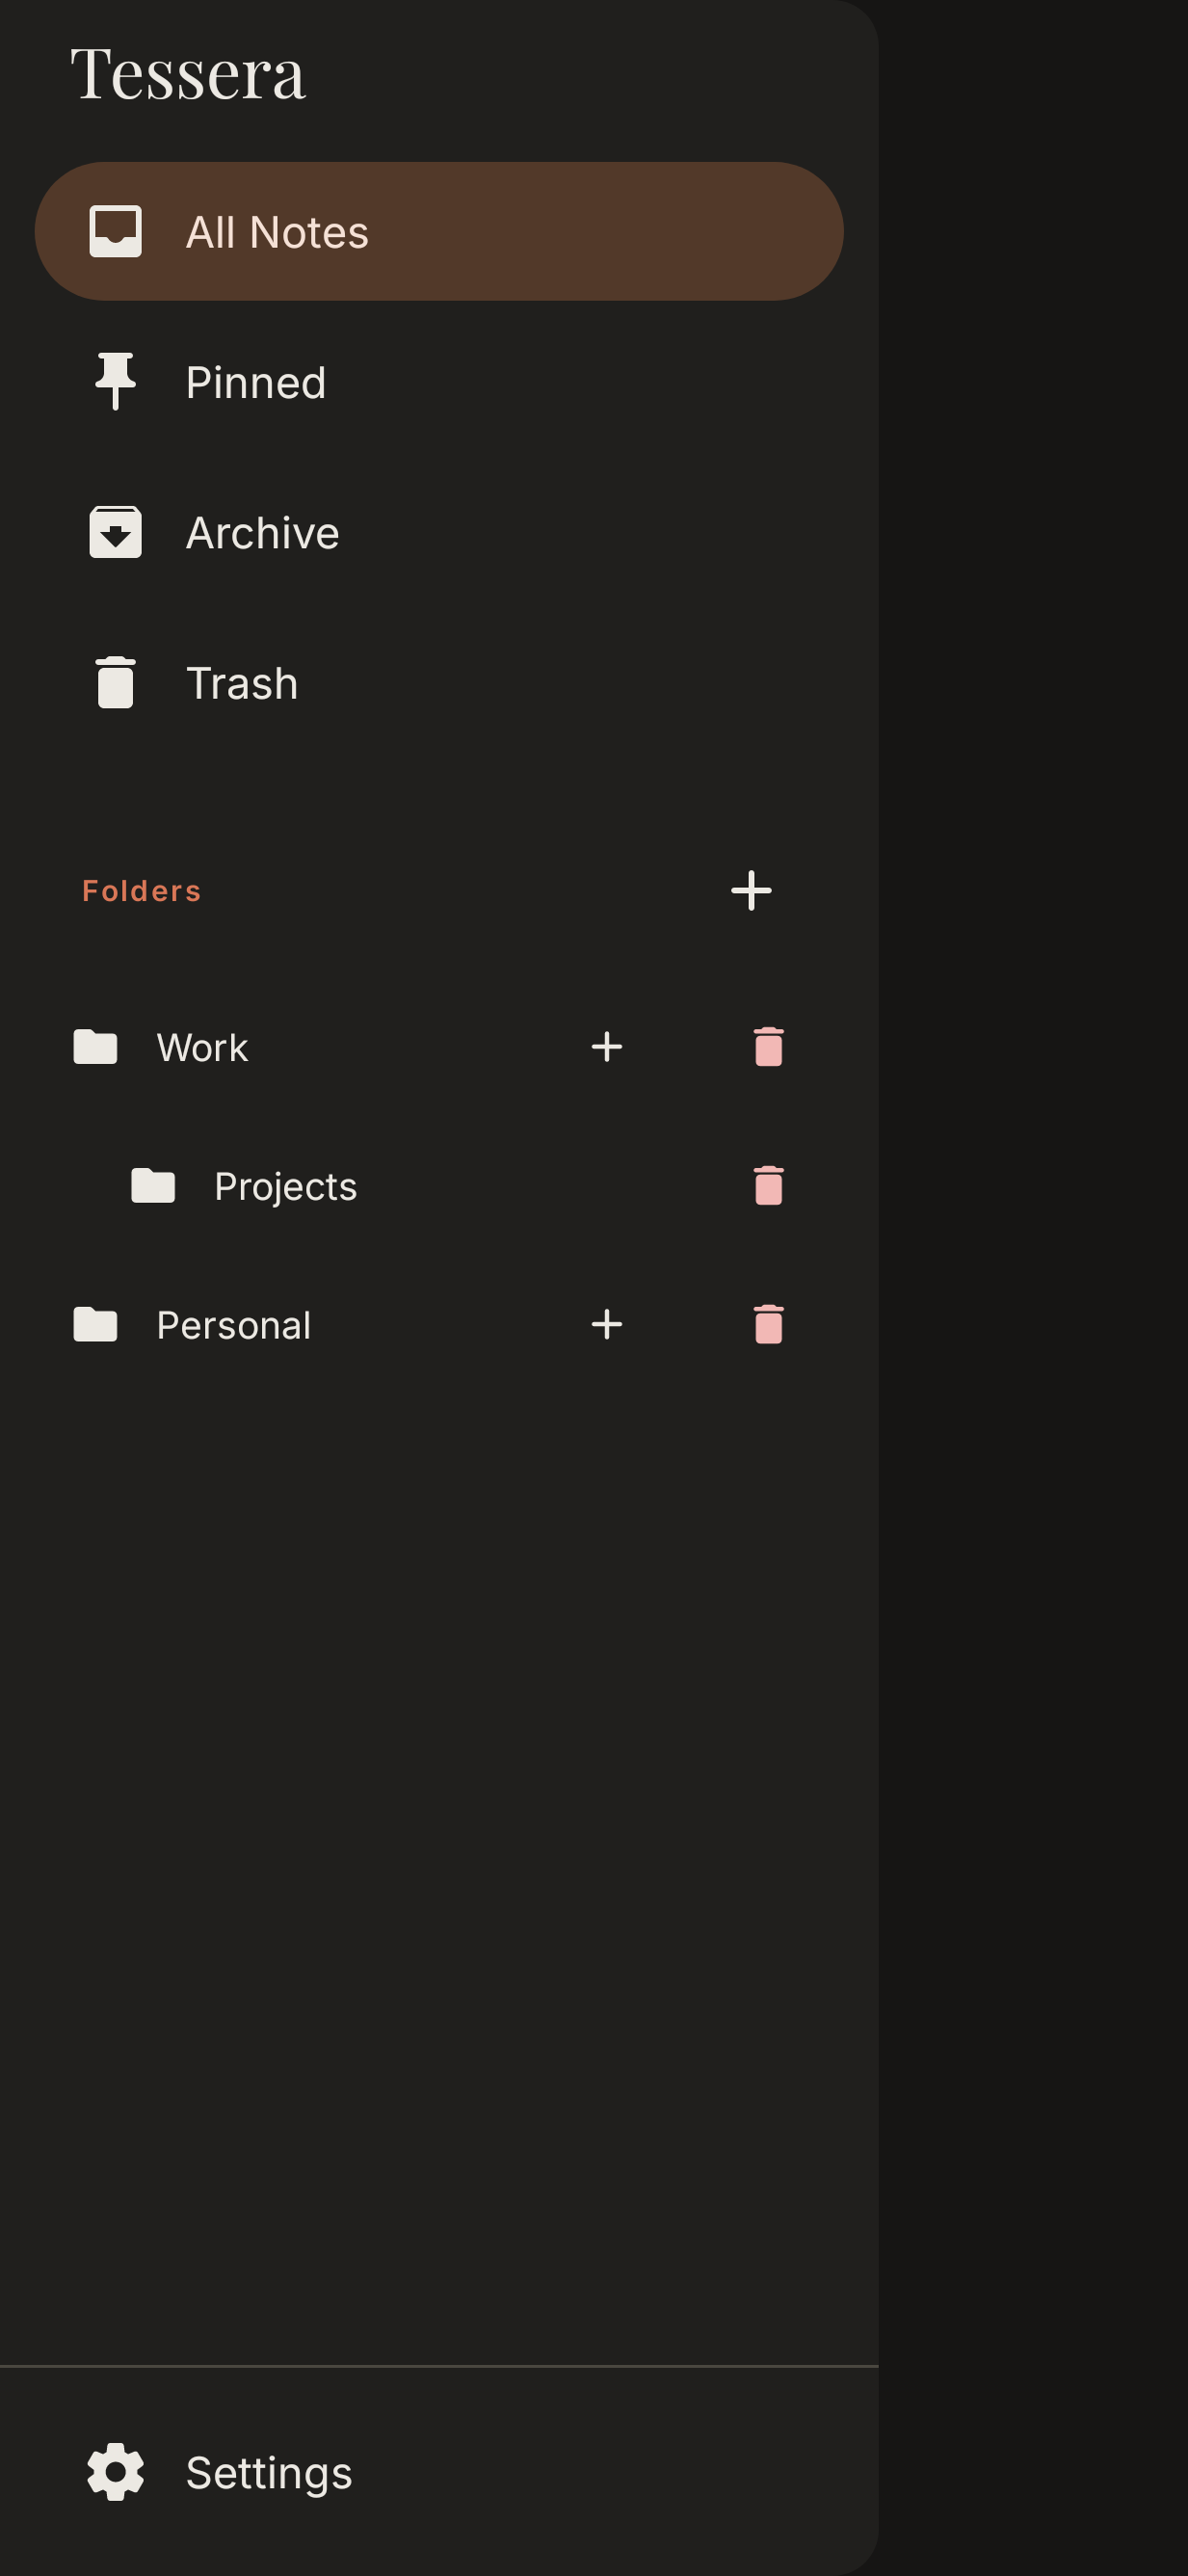 Tessera
All Notes
Pinned
Archive
Trash
Folders
Work
Projects
Personal
Settings